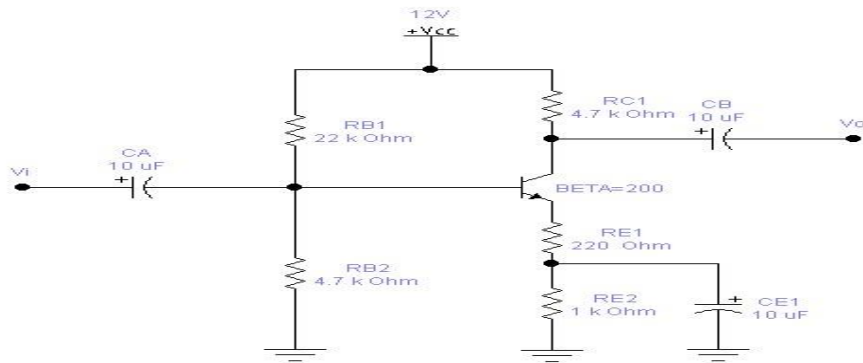 12V
+Vcc
RC1
4.7 k Ohm
CB
10 uF
+
RB1
22 k Ohm
Vi
CA
10 uF
+
BETA=200
RE1
220 Ohm
RB2
4.7 k Ohm
RE2
1 k Ohm
+
CE1
10 uF